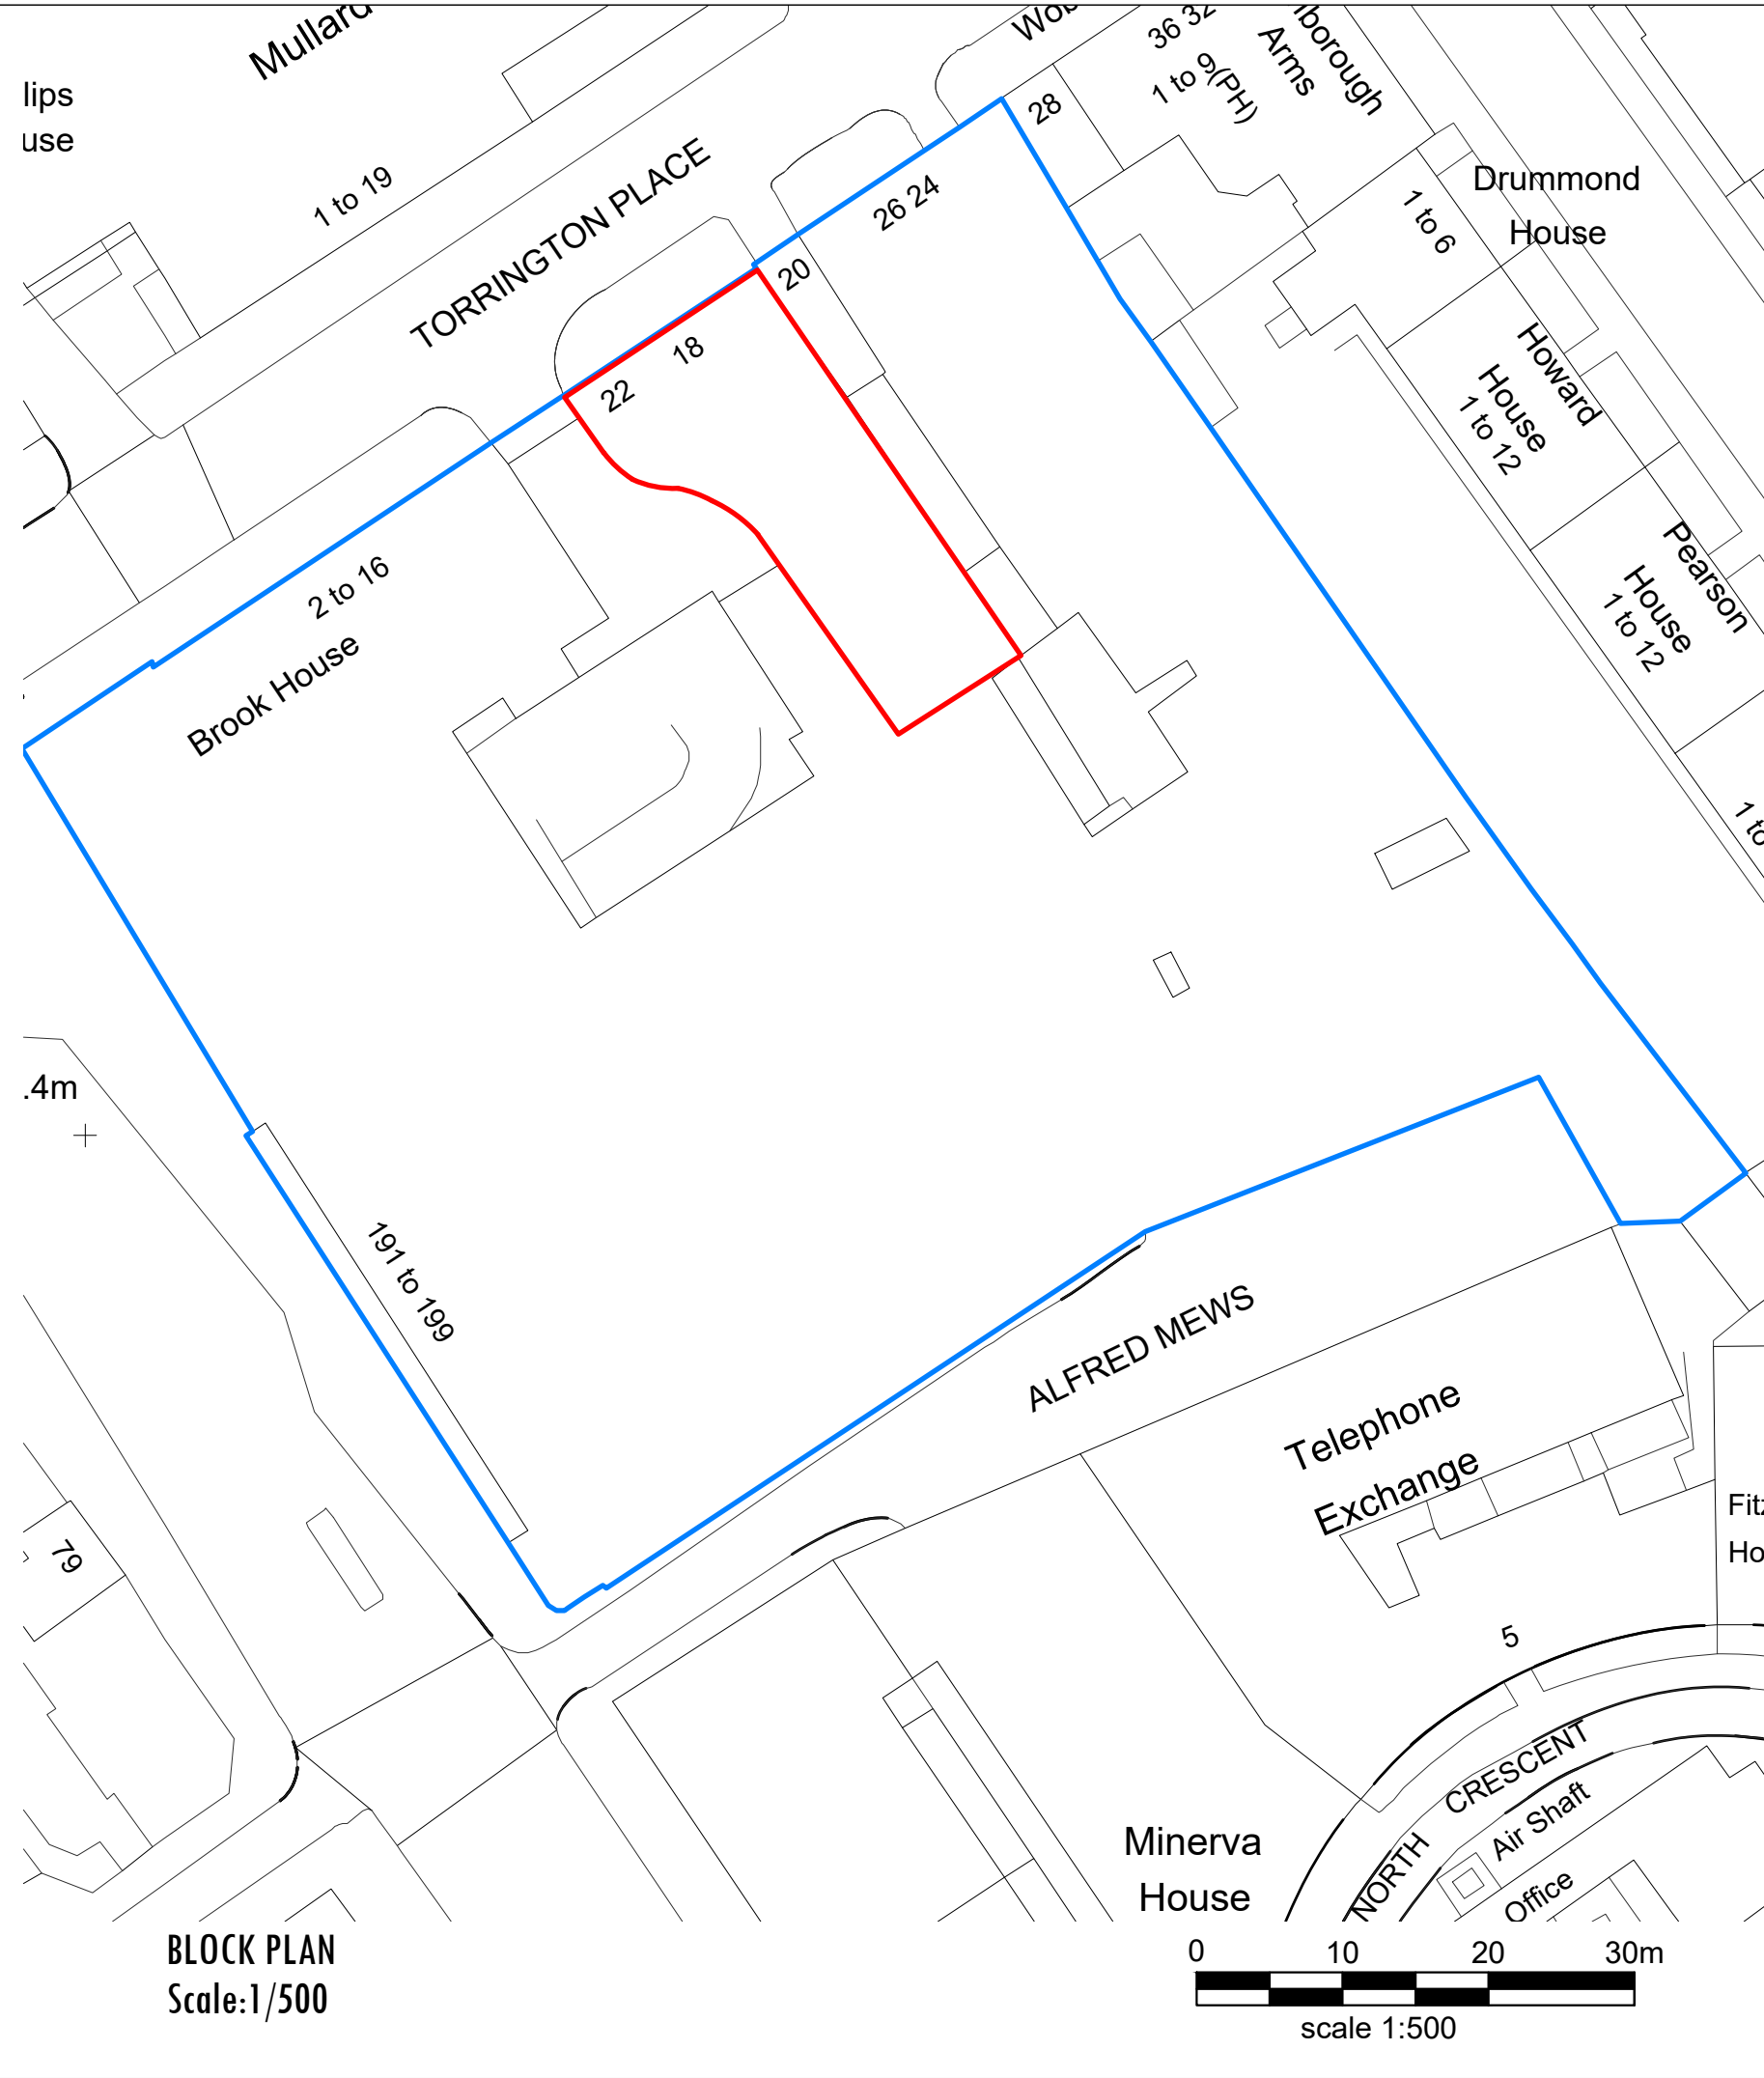 Mullard
36 32
1 to 9
(PH)
Arms
lborough
28
lips
use
1 to 19
TORRINGTON PLACE
26 24
20
18
22
Drummond
House
1 to 6
Howard
House
1 to 12
Pearson
House
1 to 12
2 to 16
Brook House
.4m
191 to 199
ALFRED MEWS
Telephone
Exchange
79
5
NORTH CRESCENT
Air Shaft
Office
Minerva
House
BLOCK PLAN
Scale:1/500
0 10 20 30m
scale 1:500